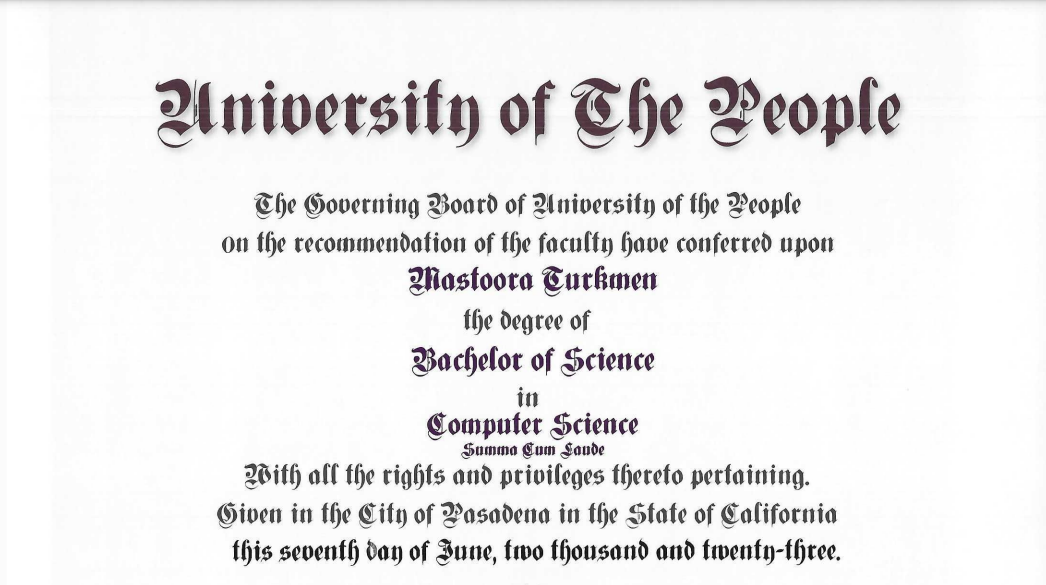 University of The People
The Governing Board of University of the People
on the recommendation of the faculty have conferred upon
Mastoora Turkmen
the degree of
Bachelor of Science
in
Computer Science
Summa Cum Laude
With all the rights and privileges thereto pertaining.
Given in the City of Pasadena in the State of California
this seventh day of June, two thousand and twenty-three.